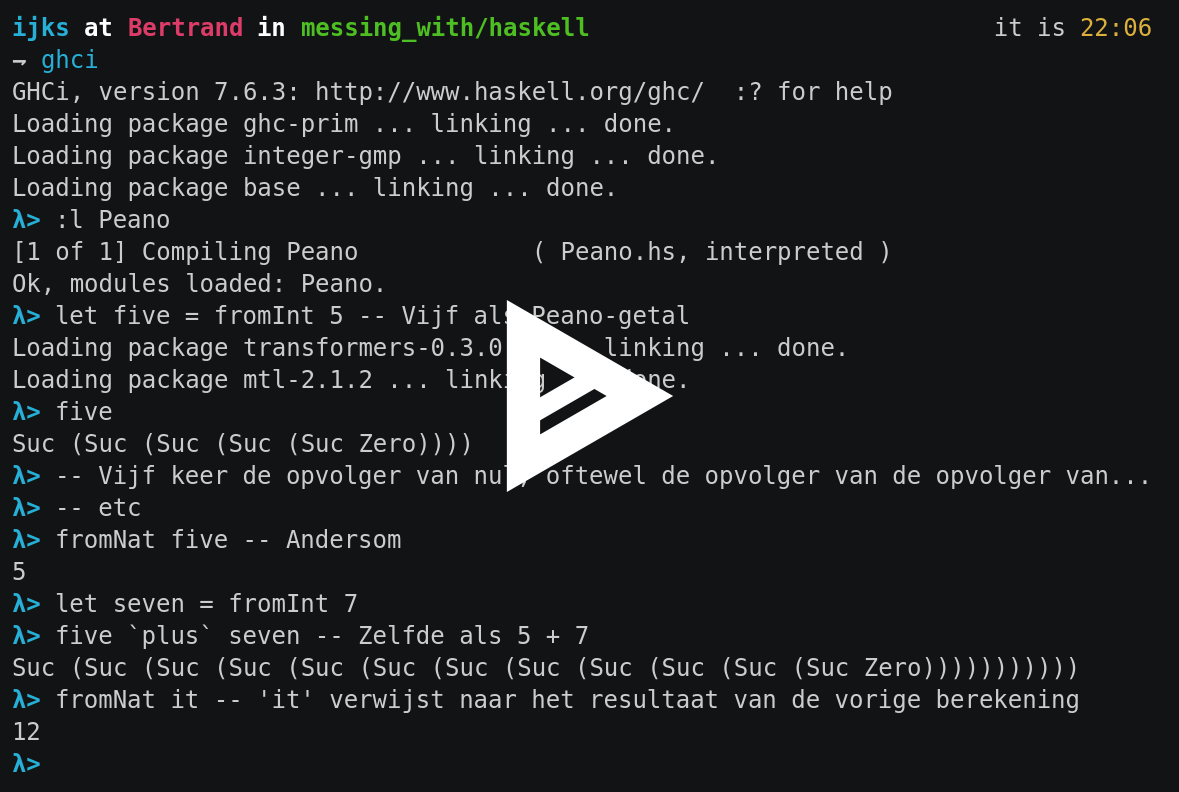 ijks at Bertrand in messing_with/haskell it is 22:06
→ ghci
GHCi, version 7.6.3: http://www.haskell.org/ghc/  :? for help
Loading package ghc-prim ... linking ... done.
Loading package integer-gmp ... linking ... done.
Loading package base ... linking ... done.
λ> :l Peano
[1 of 1] Compiling Peano            ( Peano.hs, interpreted )
Ok, modules loaded: Peano.
λ> let five = fromInt 5 -- Vijf als Peano-getal
Loading package transformers-0.3.0 linking ... done.
Loading package mtl-2.1.2 ... linking done.
λ> five
Suc (Suc (Suc (Suc (Suc Zero))))
λ> -- Vijf keer de opvolger van nul, oftewel de opvolger van de opvolger van...
λ> -- etc
λ> fromNat five -- Andersom
5
λ> let seven = fromInt 7
λ> five `plus` seven -- Zelfde als 5 + 7
Suc (Suc (Suc (Suc (Suc (Suc (Suc (Suc (Suc (Suc (Suc (Suc Zero)))))))))))
λ> fromNat it -- 'it' verwijst naar het resultaat van de vorige berekening
12
λ>